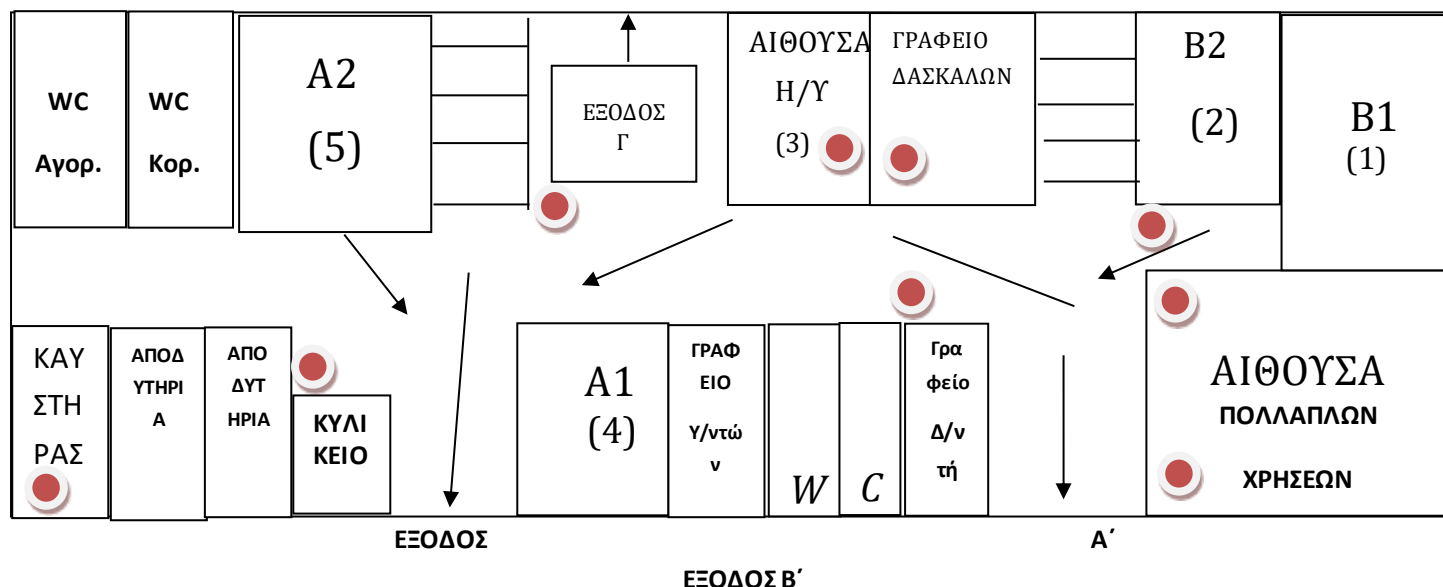 WC
Αγορ.
WC
Κορ.
Α2
(5)
ΕΞΟΔΟΣ
Γ
ΑΙΘΟΥΣΑ
Η/Υ
(3)
ΓΡΑΦΕΙΟ
ΔΑΣΚΑΛΩΝ
Β2
(2)
Β1
(1)
ΚΑΥ
ΣΤΗ
ΡΑΣ
ΑΠΟΔ
ΥΤΗΡΙ
Α
ΑΠΟ
ΔΥΤ
ΗΡΙΑ
ΚΥΛΙ
ΚΕΙΟ
Α1
(4)
ΓΡΑΦ
ΕΙΟ
Υ/ντώ
ν
W
C
Γρα
φείο
Δ/ν
τή
ΑΙΘΟΥΣΑ
ΠΟΛΛΑΠΛΩΝ
ΧΡΗΣΕΩΝ
ΕΞΟΔΟΣ
Α΄
ΕΞΟΔΟΣ Β΄